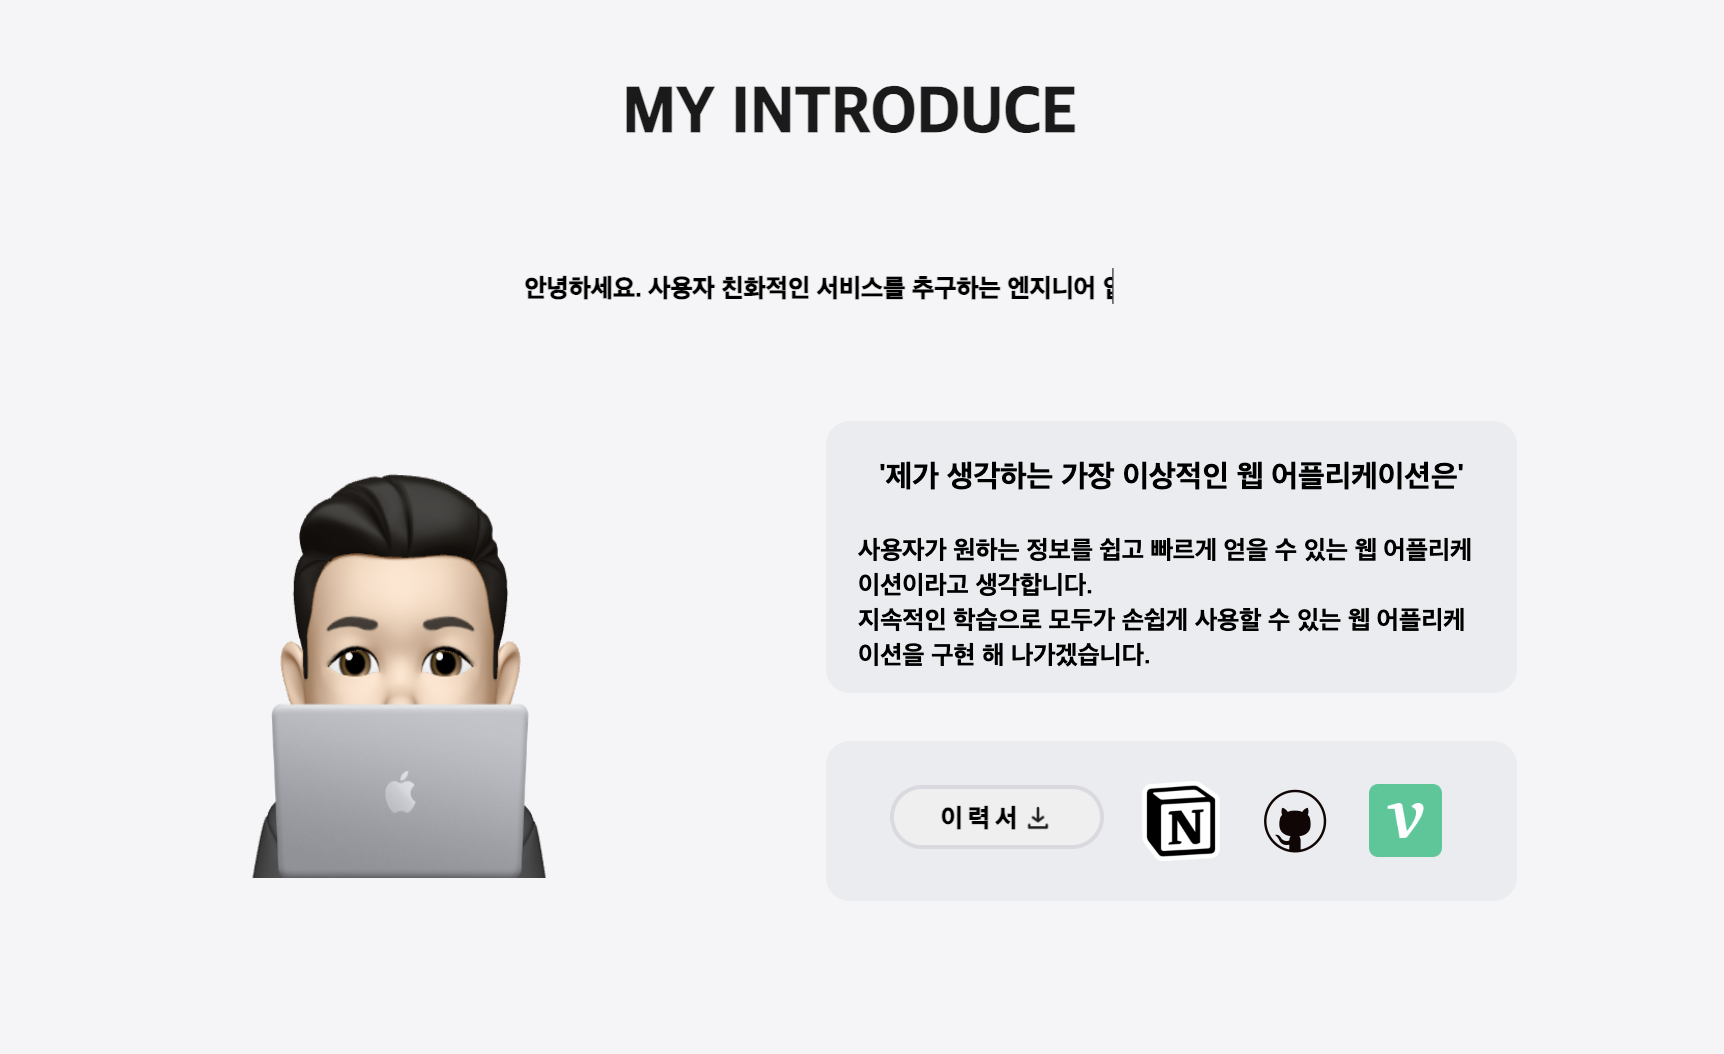 MY INTRODUCE
안녕하세요. 사용자 친화적인 서비스를 추구하는 엔지니어
'제가 생각하는 가장 이상적인 웹 어플리케이션은'
사용자가 원하는 정보를 쉽고 빠르게 얻을 수 있는 웹 어플리케
이션이라고 생각합니다.
지속적인 학습으로 모두가 손쉽게 사용할 수 있는 웹 어플리케
이션을 구현 해 나가겠습니다.
이력서
N
v